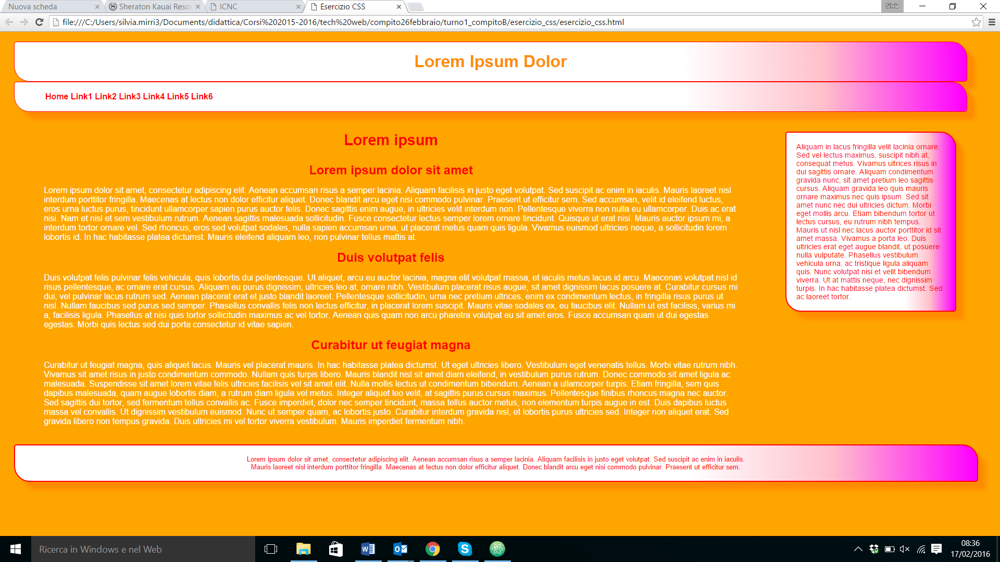 Nuova scheda
Sheraton Kauai Resor
ICNC
Esercizio CSS
Silvia
file:///C:/Users/silvia.mirri3/Documents/didattica/Corsi%202015-2016/tech%20web/compito26febbraio/turno1_compitoB/esercizio_css/esercizio_css.html
Lorem Ipsum Dolor
Home Link1 Link2 Link3 Link4 Link5 Link6
Lorem ipsum
Lorem ipsum dolor sit amet
Lorem ipsum dolor sit amet, consectetur adipiscing elit. Aenean accumsan risus a semper lacinia. Aliquam facilisis in justo eget volutpat. Sed suscipit ac enim in iaculis. Mauris laoreet nisl
interdum porttitor fringilla. Maecenas at lectus non dolor efficitur aliquet. Donec blandit arcu eget nisi commodo pulvinar. Praesent ut efficitur sem. Sed accumsan, velit id eleifend luctus,
eros urna luctus purus, tincidunt ullamcorper sapien purus auctor felis. Donec sagittis enim augue, in ultricies velit interdum non. Pellentesque viverra non nulla eu ullamcorper. Duis ac erat
nisi. Nam et nisl et sem vestibulum rutrum. Aenean sagittis malesuada sollicitudin. Fusce consectetur lectus semper lorem ornare tincidunt. Quisque ut erat nisi. Mauris auctor ipsum mi, a
interdum tortor ornare vel. Sed rhoncus, eros sed volutpat sodales, nulla sapien accumsan urna, ut placerat metus quam quis ligula. Vivamus euismod ultricies neque, a sollicitudin lorem
lobortis id. In hac habitasse platea dictumst. Mauris eleifend aliquam leo, non pulvinar tellus mattis at.
Duis volutpat felis
Duis volutpat felis pulvinar felis vehicula, quis lobortis dui pellentesque. Ut aliquet, arcu eu auctor lacinia, magna elit volutpat massa, et iaculis metus lacus id arcu. Maecenas volutpat nisl id
risus pellentesque, ac ornare erat cursus. Aliquam eu purus dignissim, ultricies leo at, ornare nibh. Vestibulum placerat risus augue, sit amet dignissim lacus posuere at. Curabitur cursus mi
dui, vel pulvinar lacus rutrum sed. Aenean placerat erat et justo blandit laoreet. Pellentesque sollicitudin, urna nec pretium ultrices, enim ex condimentum lectus, in fringilla risus purus ut
nisl. Nullam faucibus sed purus sed semper. Phasellus convallis felis non lectus efficitur, in placerat lorem suscipit. Mauris vitae sodales ex, eu faucibus elit. Nullam ut est facilisis, varius mi
a, facilisis ligula. Phasellus at nisi quis tortor sollicitudin maximus ac vel tortor. Aenean quis quam non arcu pharetra volutpat eu sit amet eros. Fusce accumsan quam ut dui egestas
egestas. Morbi quis lectus sed dui porta consectetur id vitae sapien.
Curabitur ut feugiat magna
Curabitur ut feugiat magna, quis aliquet lacus. Mauris vel placerat mauris. In hac habitasse platea dictumst. Ut eget ultricies libero. Vestibulum eget venenatis tellus. Morbi vitae rutrum nibh.
Vivamus sit amet risus in justo condimentum commodo. Nullam quis turpis libero. Mauris blandit nisl sit amet diam eleifend, in vestibulum purus rutrum. Donec commodo sit amet ligula ac
malesuada. Suspendisse sit amet lorem vitae felis ultricies facilisis vel sit amet elit. Nulla mollis lectus ut condimentum bibendum. Aenean a ullamcorper turpis. Etiam fringilla, sem quis
dapibus malesuada, quam augue lobortis diam, a rutrum diam ligula vel metus. Integer aliquet leo velit, at sagittis purus cursus maximus. Pellentesque finibus rhoncus magna nec auctor.
Sed sagittis dui tortor, sed fermentum tellus convallis ac. Fusce imperdiet, dolor nec semper tincidunt, massa tellus auctor metus, non elementum turpis augue in est. Duis dapibus luctus
massa vel convallis. Ut dignissim vestibulum euismod. Nunc ut semper quam, ac lobortis justo. Curabitur interdum gravida nisl, et lobortis purus ultricies sed. Integer non aliquet erat. Sed
gravida libero non tempus gravida. Duis ultricies mi vel tortor viverra vestibulum. Mauris imperdiet fermentum nibh.
Aliquam in lacus fringilla velit lacinia ornare.
Sed vel lectus maximus, suscipit nibh at,
consequat metus. Vivamus ultrices risus in
dui sagittis ornare. Aliquam condimentum
gravida nunc, sit amet pretium leo sagittis
cursus. Aliquam gravida leo quis mauris
ornare maximus nec quis ipsum. Sed sit
amet nunc nec dui ultricies dictum. Morbi
eget mollis arcu. Etiam bibendum tortor ut
lectus cursus, eu rutrum nibh tempus.
Mauris ut nisl nec lacus auctor porttitor id sit
amet massa. Vivamus a porta leo. Duis
ultricies erat eget augue blandit, ut posuere
nulla vulputate. Phasellus vestibulum
vehicula urna, ac tristique ligula aliquam
quis. Nunc volutpat nisi et velit bibendum
viverra. Ut at mattis neque, nec dignissim
turpis. In hac habitasse platea dictumst. Sed
ac laoreet tortor.
Lorem ipsum dolor sit amet, consectetur adipiscing elit. Aenean accumsan risus a semper lacinia. Aliquam facilisis in justo eget volutpat. Sed suscipit ac enim in iaculis.
Mauris laoreet nisl interdum porttitor fringilla. Maecenas at lectus non dolor efficitur aliquet. Donec blandit arcu eget nisi commodo pulvinar. Praesent ut efficitur sem.
Ricerca in Windows e nel Web
08:36
17/02/2016